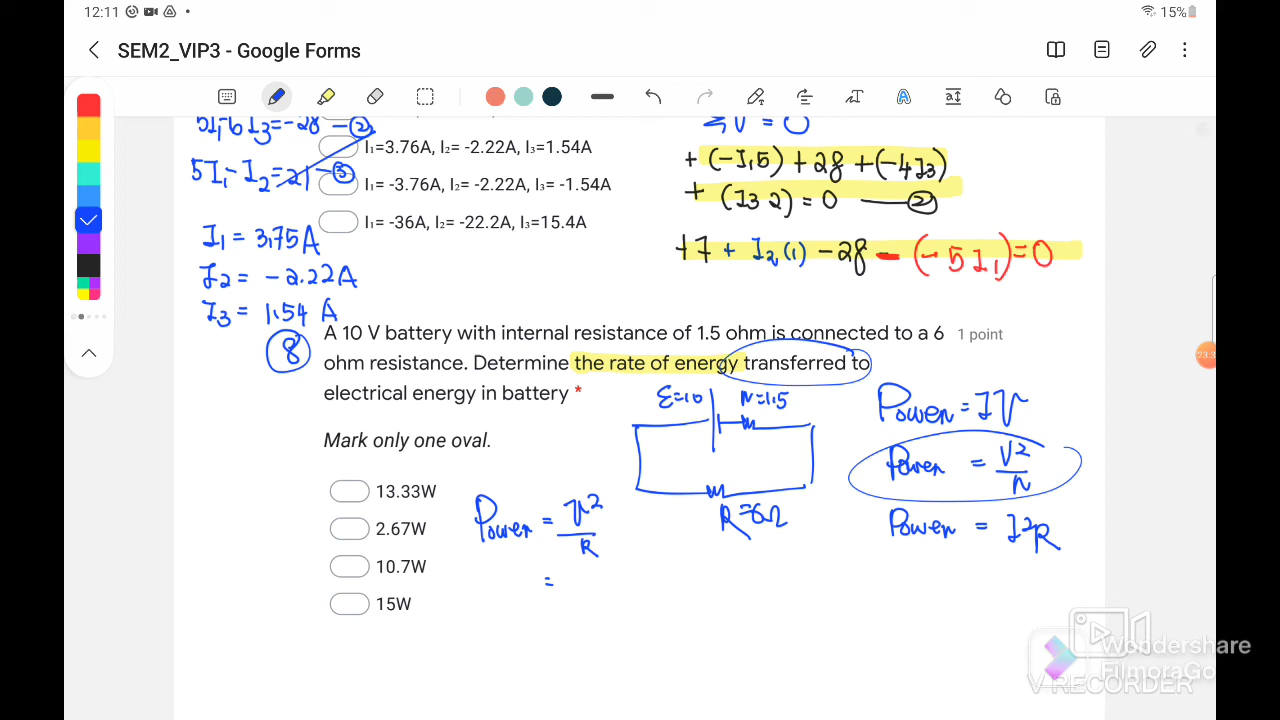 12:11
15%
SEM2_VIP3 - Google Forms
5I₁-6I₃=-28 —②
I₁=3.76A, I₂= -2.22A, I₃=1.54A
5I₁-I₂=21 —③
I₁= -3.76A, I₂= -2.22A, I₃= -1.54A
I₁= -36A, I₂= -22.2A, I₃=15.4A
I₁ = 3.75A
I₂ = -2.22A
I₃ = 1.54 A
ΣV = 0
+ (-I₁5) + 28 + (-4I₃)
+ (I3 2) = 0 —②
+7 + I₂(1) -28 - (-5I₁)=0
⑧
A 10 V battery with internal resistance of 1.5 ohm is connected to a 6 1 point
ohm resistance. Determine the rate of energy transferred to
electrical energy in battery *
Mark only one oval.
13.33W
2.67W
10.7W
15W
ε=10
r=1.5
R=6Ω
Power = IV
Power = V²/r
Power = I²R
Power = V²/R
=
23:3
Wondershare
FilmoraGo
V RECORDER